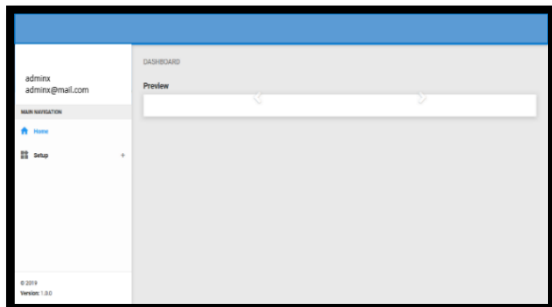 adminx
adminx@mail.com
MAIN NAVIGATION
Home
Setup +
© 2019
Version: 1.0.0
DASHBOARD
Preview